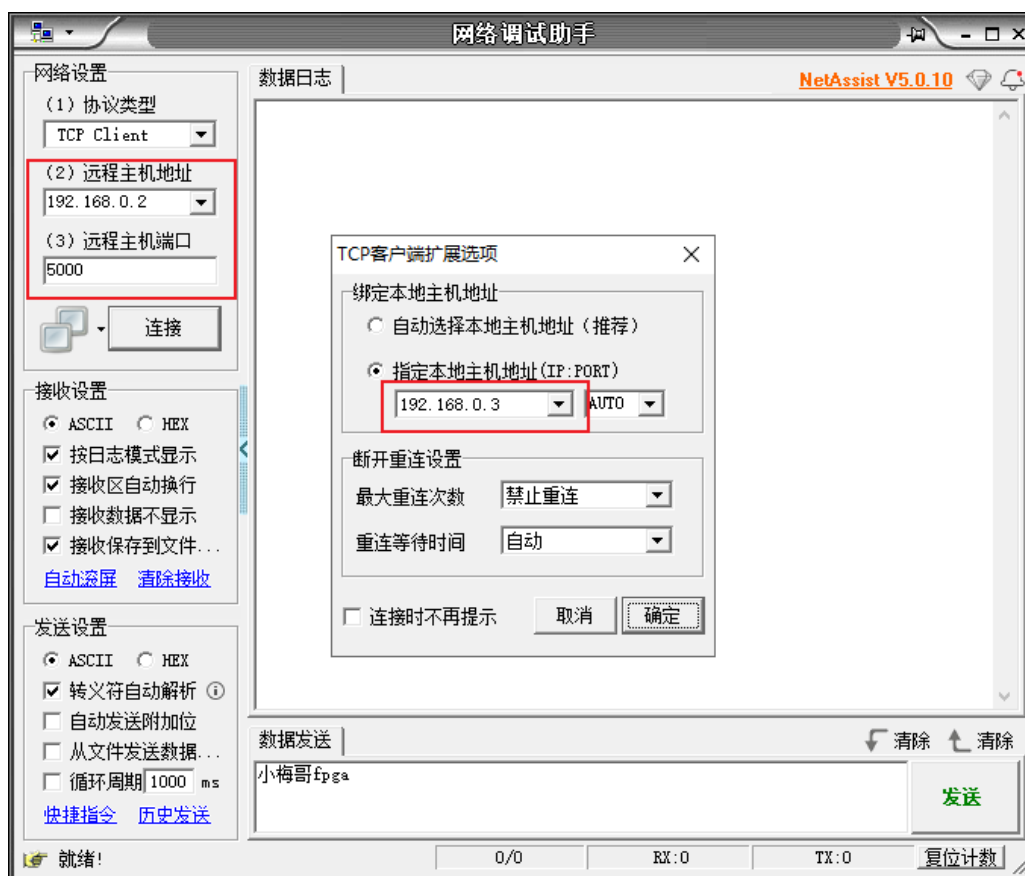 网络调试助手
网络设置
(1) 协议类型
TCP Client
(2) 远程主机地址
192.168.0.2
(3) 远程主机端口
5000
连接
接收设置
ASCII HEX
按日志模式显示
接收区自动换行
接收数据不显示
接收保存到文件...
自动滚屏 清除接收
发送设置
ASCII HEX
转义符自动解析
自动发送附加位
从文件发送数据...
循环周期 1000 ms
快捷指令 历史发送
数据日志
NetAssist V5.0.10
TCP客户端扩展选项
绑定本地主机地址
自动选择本地主机地址（推荐）
指定本地主机地址(IP:PORT)
192.168.0.3 AUTO
断开重连设置
最大重连次数 禁止重连
重连等待时间 自动
连接时不再提示 取消 确定
数据发送 清除 清除
小梅哥fpga
发送
就绪! 0/0 RX:0 TX:0 复位计数